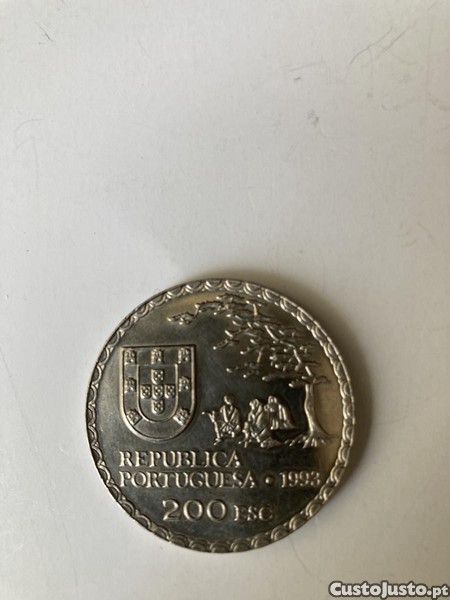 REPUBLICA
PORTUGUESA • 1993
200 ESC
CustoJusto.pt